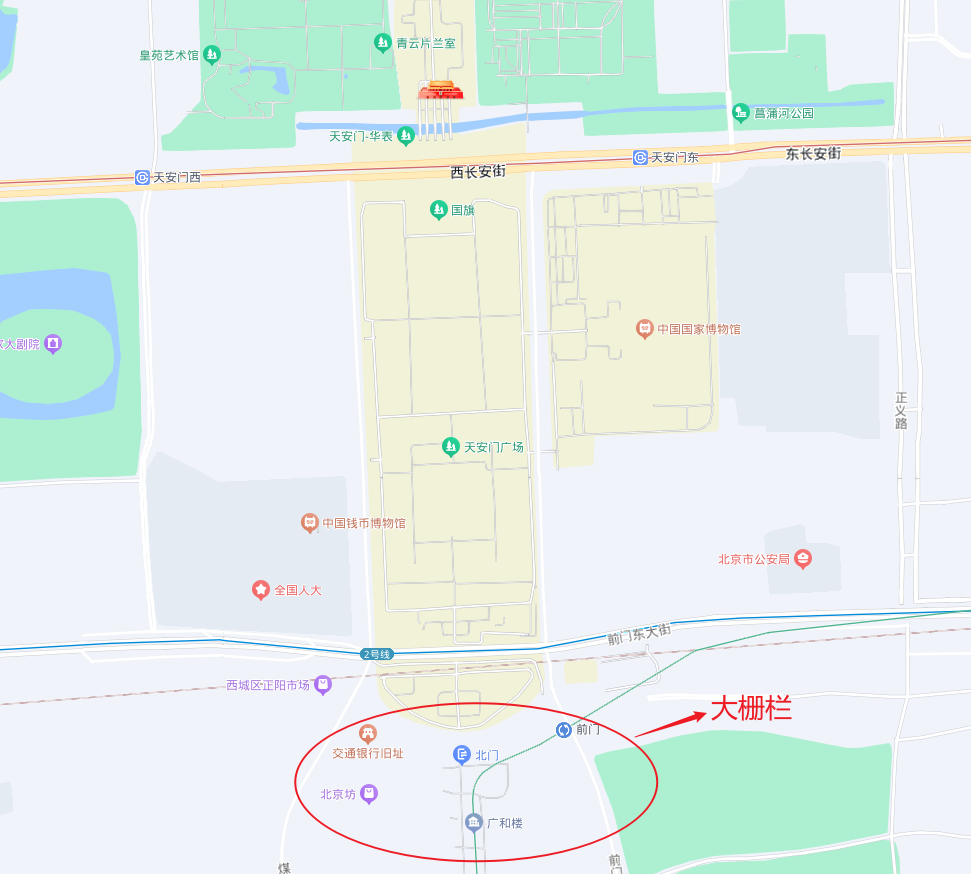 青云片兰室
皇苑艺术馆
菖蒲河公园
天安门-华表
东长安街
天安门东
西长安街
天安门西
国旗
中国国家博物馆
家大剧院
正义路
天安门广场
中国钱币博物馆
北京市公安局
全国人大
前门东大街
2号线
西城区正阳市场
大栅栏
前门
交通银行旧址
北门
北京坊
广和楼
煤
前门